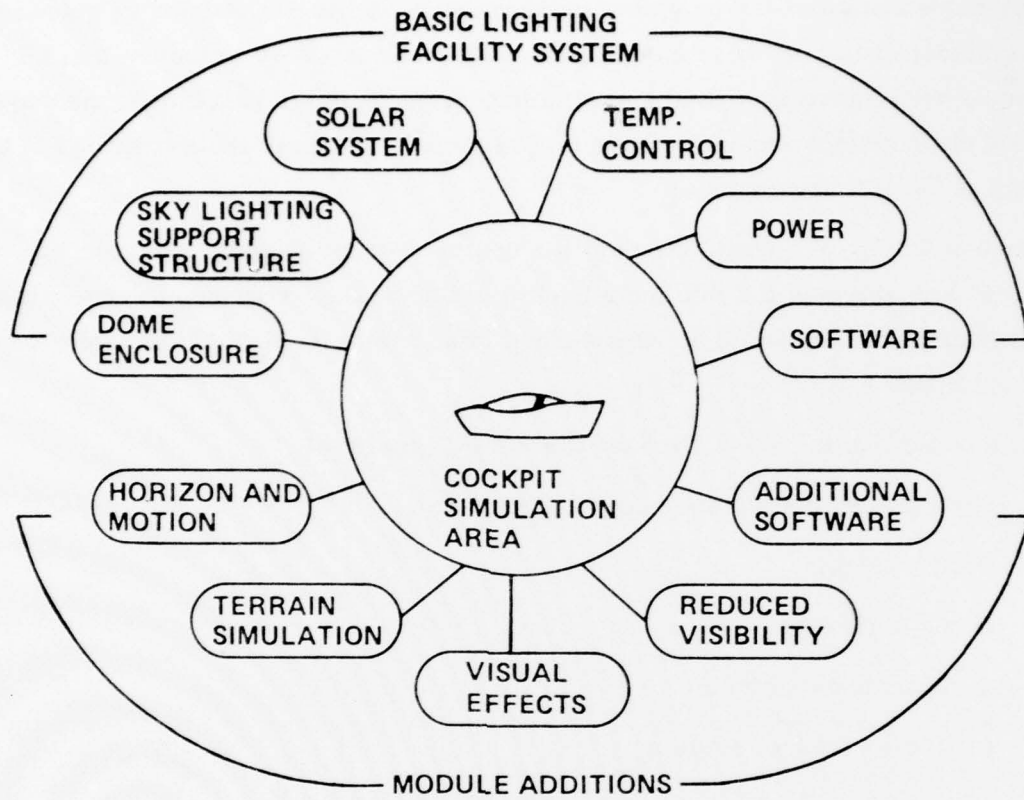 BASIC LIGHTING
FACILITY SYSTEM
SOLAR
SYSTEM
TEMP.
CONTROL
SKY LIGHTING
SUPPORT
STRUCTURE
POWER
DOME
ENCLOSURE
SOFTWARE
COCKPIT
SIMULATION
AREA
HORIZON AND
MOTION
ADDITIONAL
SOFTWARE
TERRAIN
SIMULATION
REDUCED
VISIBILITY
VISUAL
EFFECTS
MODULE ADDITIONS